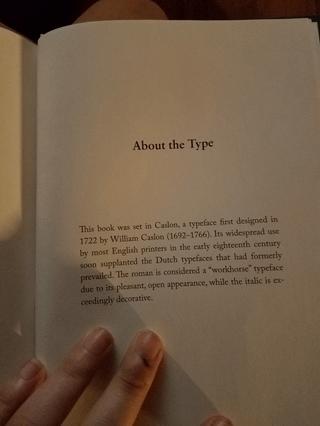 About the Type
This book was set in Caslon, a typeface first designed in
1722 by William Caslon (1692–1766). Its widespread use
by most English printers in the early eighteenth century
soon supplanted the Dutch typefaces that had formerly
prevailed. The roman is considered a “workhorse” typeface
due to its pleasant, open appearance, while the italic is ex-
ceedingly decorative.